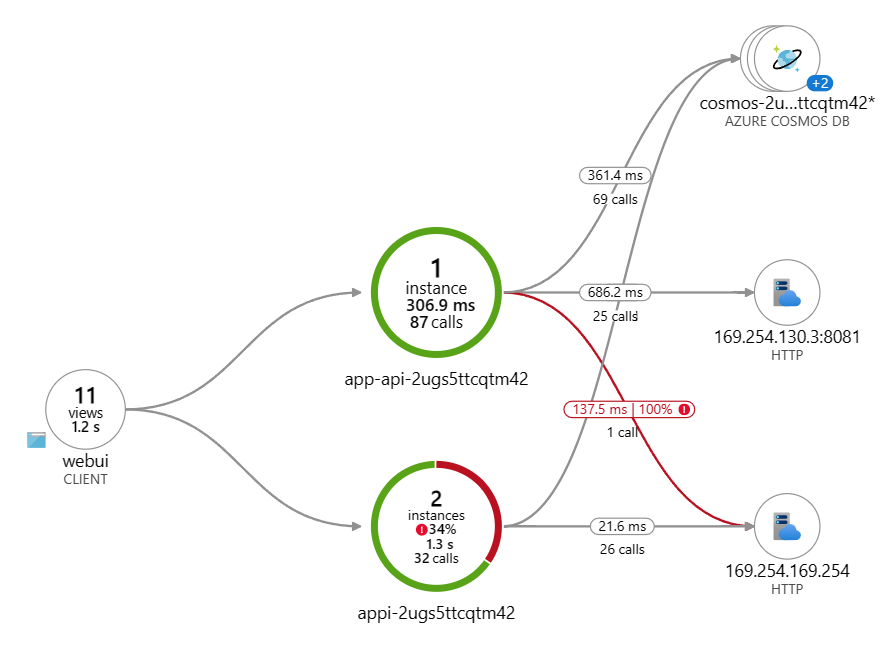 +2
cosmos-2u...ttcqtm42*
AZURE COSMOS DB
361.4 ms
69 calls
1
instance
306.9 ms
87 calls
app-api-2ugs5ttcqtm42
686.2 ms
25 calls
169.254.130.3:8081
HTTP
11
views
1.2 s
webui
CLIENT
137.5 ms | 100% !
1 call
2
instances
! 34%
1.3 s
32 calls
appi-2ugs5ttcqtm42
21.6 ms
26 calls
169.254.169.254
HTTP